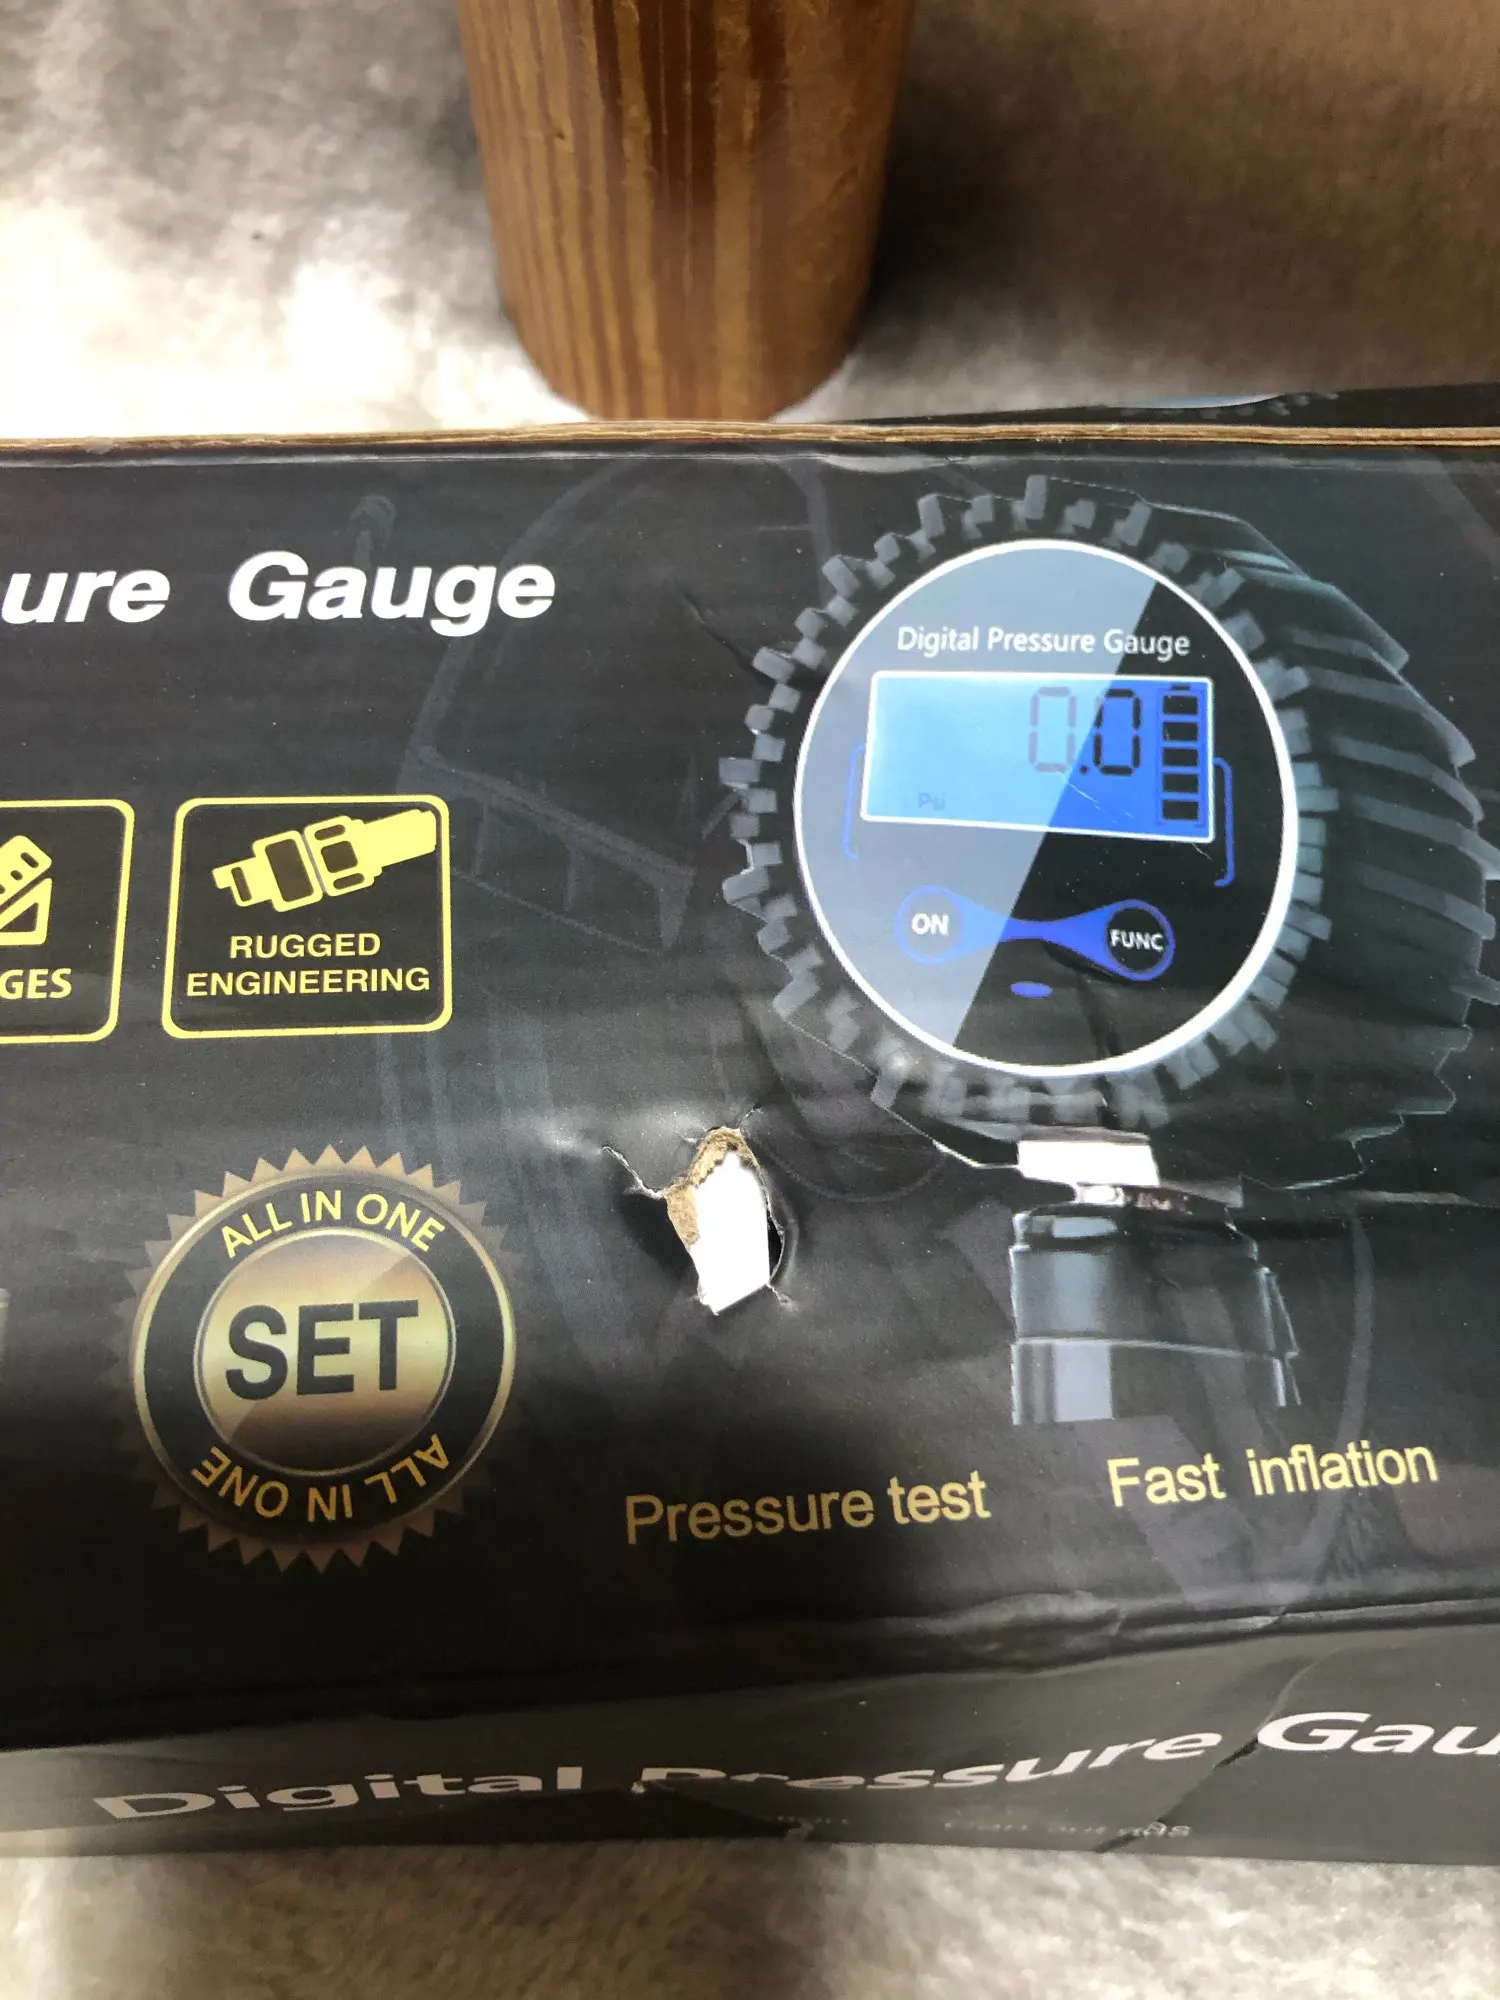 ure Gauge
Digital Pressure Gauge
0.0
Psi
ON
FUNC
GES
RUGGED
ENGINEERING
ALL IN ONE
SET
ALL IN ONE
Pressure test
Fast inflation
Digital Pressure Gau